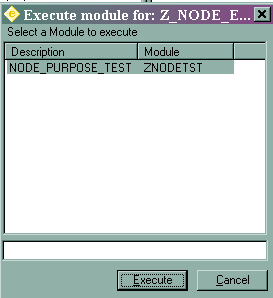 Execute module for: Z_NODE_E...
Select a Module to execute
Description Module
NODE_PURPOSE_TEST ZNODETST
Execute Cancel